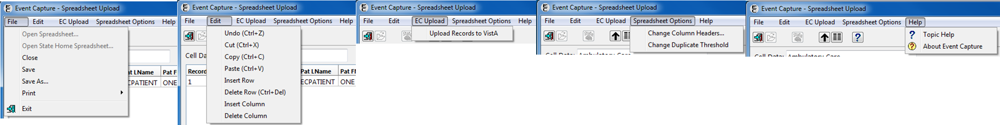 Event Capture - Spreadsheet Upload
File Edit EC Upload Spreadsheet Options Help
Open Spreadsheet...
Open State Home Spreadsheet...
Close
Save
Save As...
Print
Exit
at LName Pat F
CPATIENT ONE
Event Capture - Spreadsheet Upload
File Edit EC Upload Spreadsheet Options Help
Undo (Ctrl+Z)
Cut (Ctrl+X)
Copy (Ctrl+C)
Paste (Ctrl+V)
Insert Row
Delete Row (Ctrl+Del)
Insert Column
Delete Column
Cell Da
Record Pat LName Pat FI
1 ECPATIENT ONE
Event Capture - Spreadsheet Upload
File Edit EC Upload Spreadsheet Options Help
State
Upload Records to VistA
Event Capture - Spreadsheet Upload
File Edit EC Upload Spreadsheet Options Help
State
Change Column Headers...
Change Duplicate Threshold
Cell Data: Ambulatory Care
Event Capture - Spreadsheet Upload
File Edit EC Upload Spreadsheet Options Help
State
? Topic Help
? About Event Capture
Cell Data: Ambulatory Care